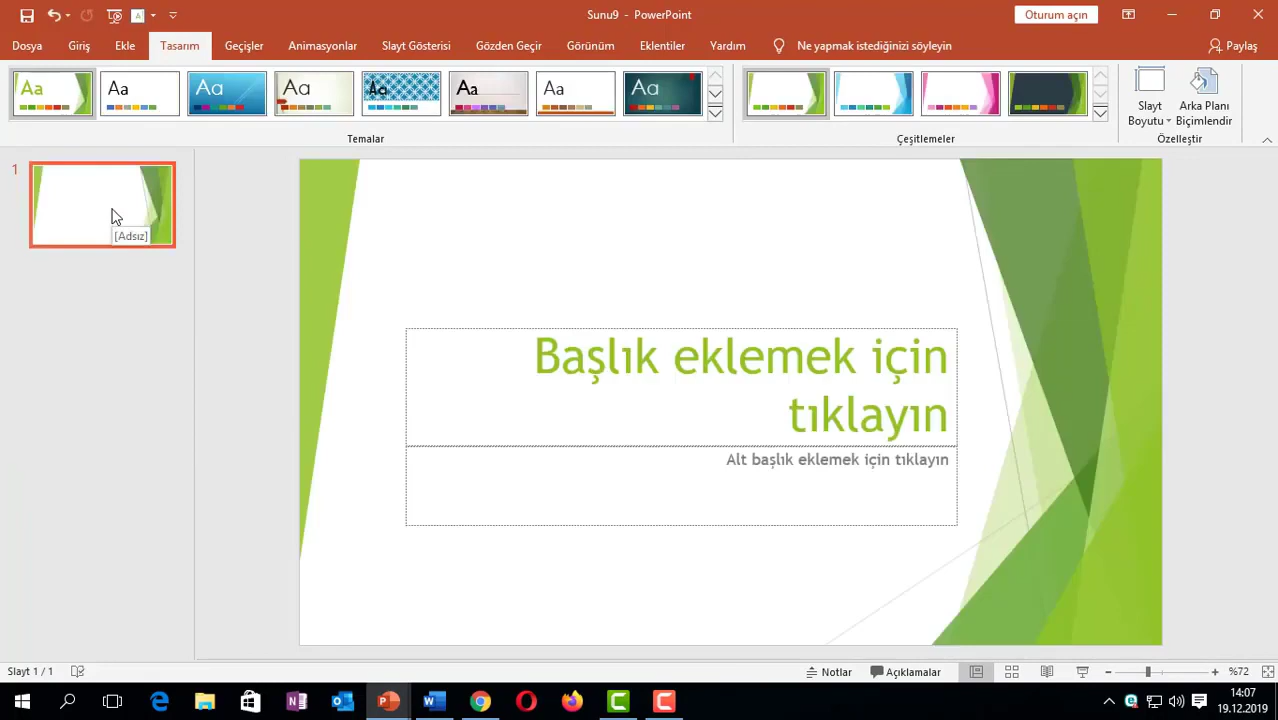 Sunu9 - PowerPoint
Oturum açın
Dosya Giriş Ekle Tasarım Geçişler Animasyonlar Slayt Gösterisi Gözden Geçir Görünüm Eklentiler Yardım Ne yapmak istediğinizi söyleyin Paylaş
Aa Aa Aa Aa Aa Aa Aa Aa
Slayt Boyutu
Arka Planı Biçimlendir
Temalar Çeşitlemeler Özelleştir
1
[Adsız]
Başlık eklemek için
tıklayın
Alt başlık eklemek için tıklayın
Slayt 1 / 1 Notlar Açıklamalar %72
14:07
18.12.2019